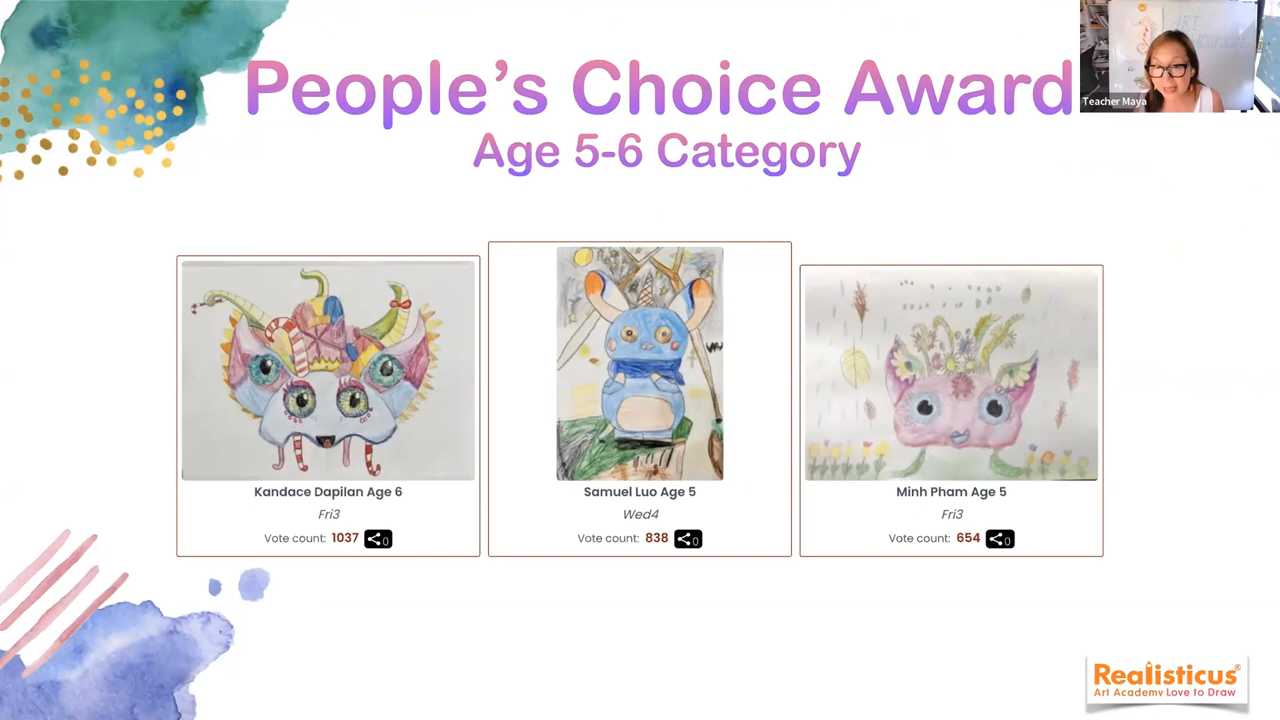 People's Choice Award
Age 5-6 Category
Teacher Maya
Kandace Dapilan Age 6
Fri3
Vote count: 1037 0
Samuel Luo Age 5
Wed4
Vote count: 838 0
Minh Pham Age 5
Fri3
Vote count: 654 0
Realisticus®
Art Academy Love to Draw